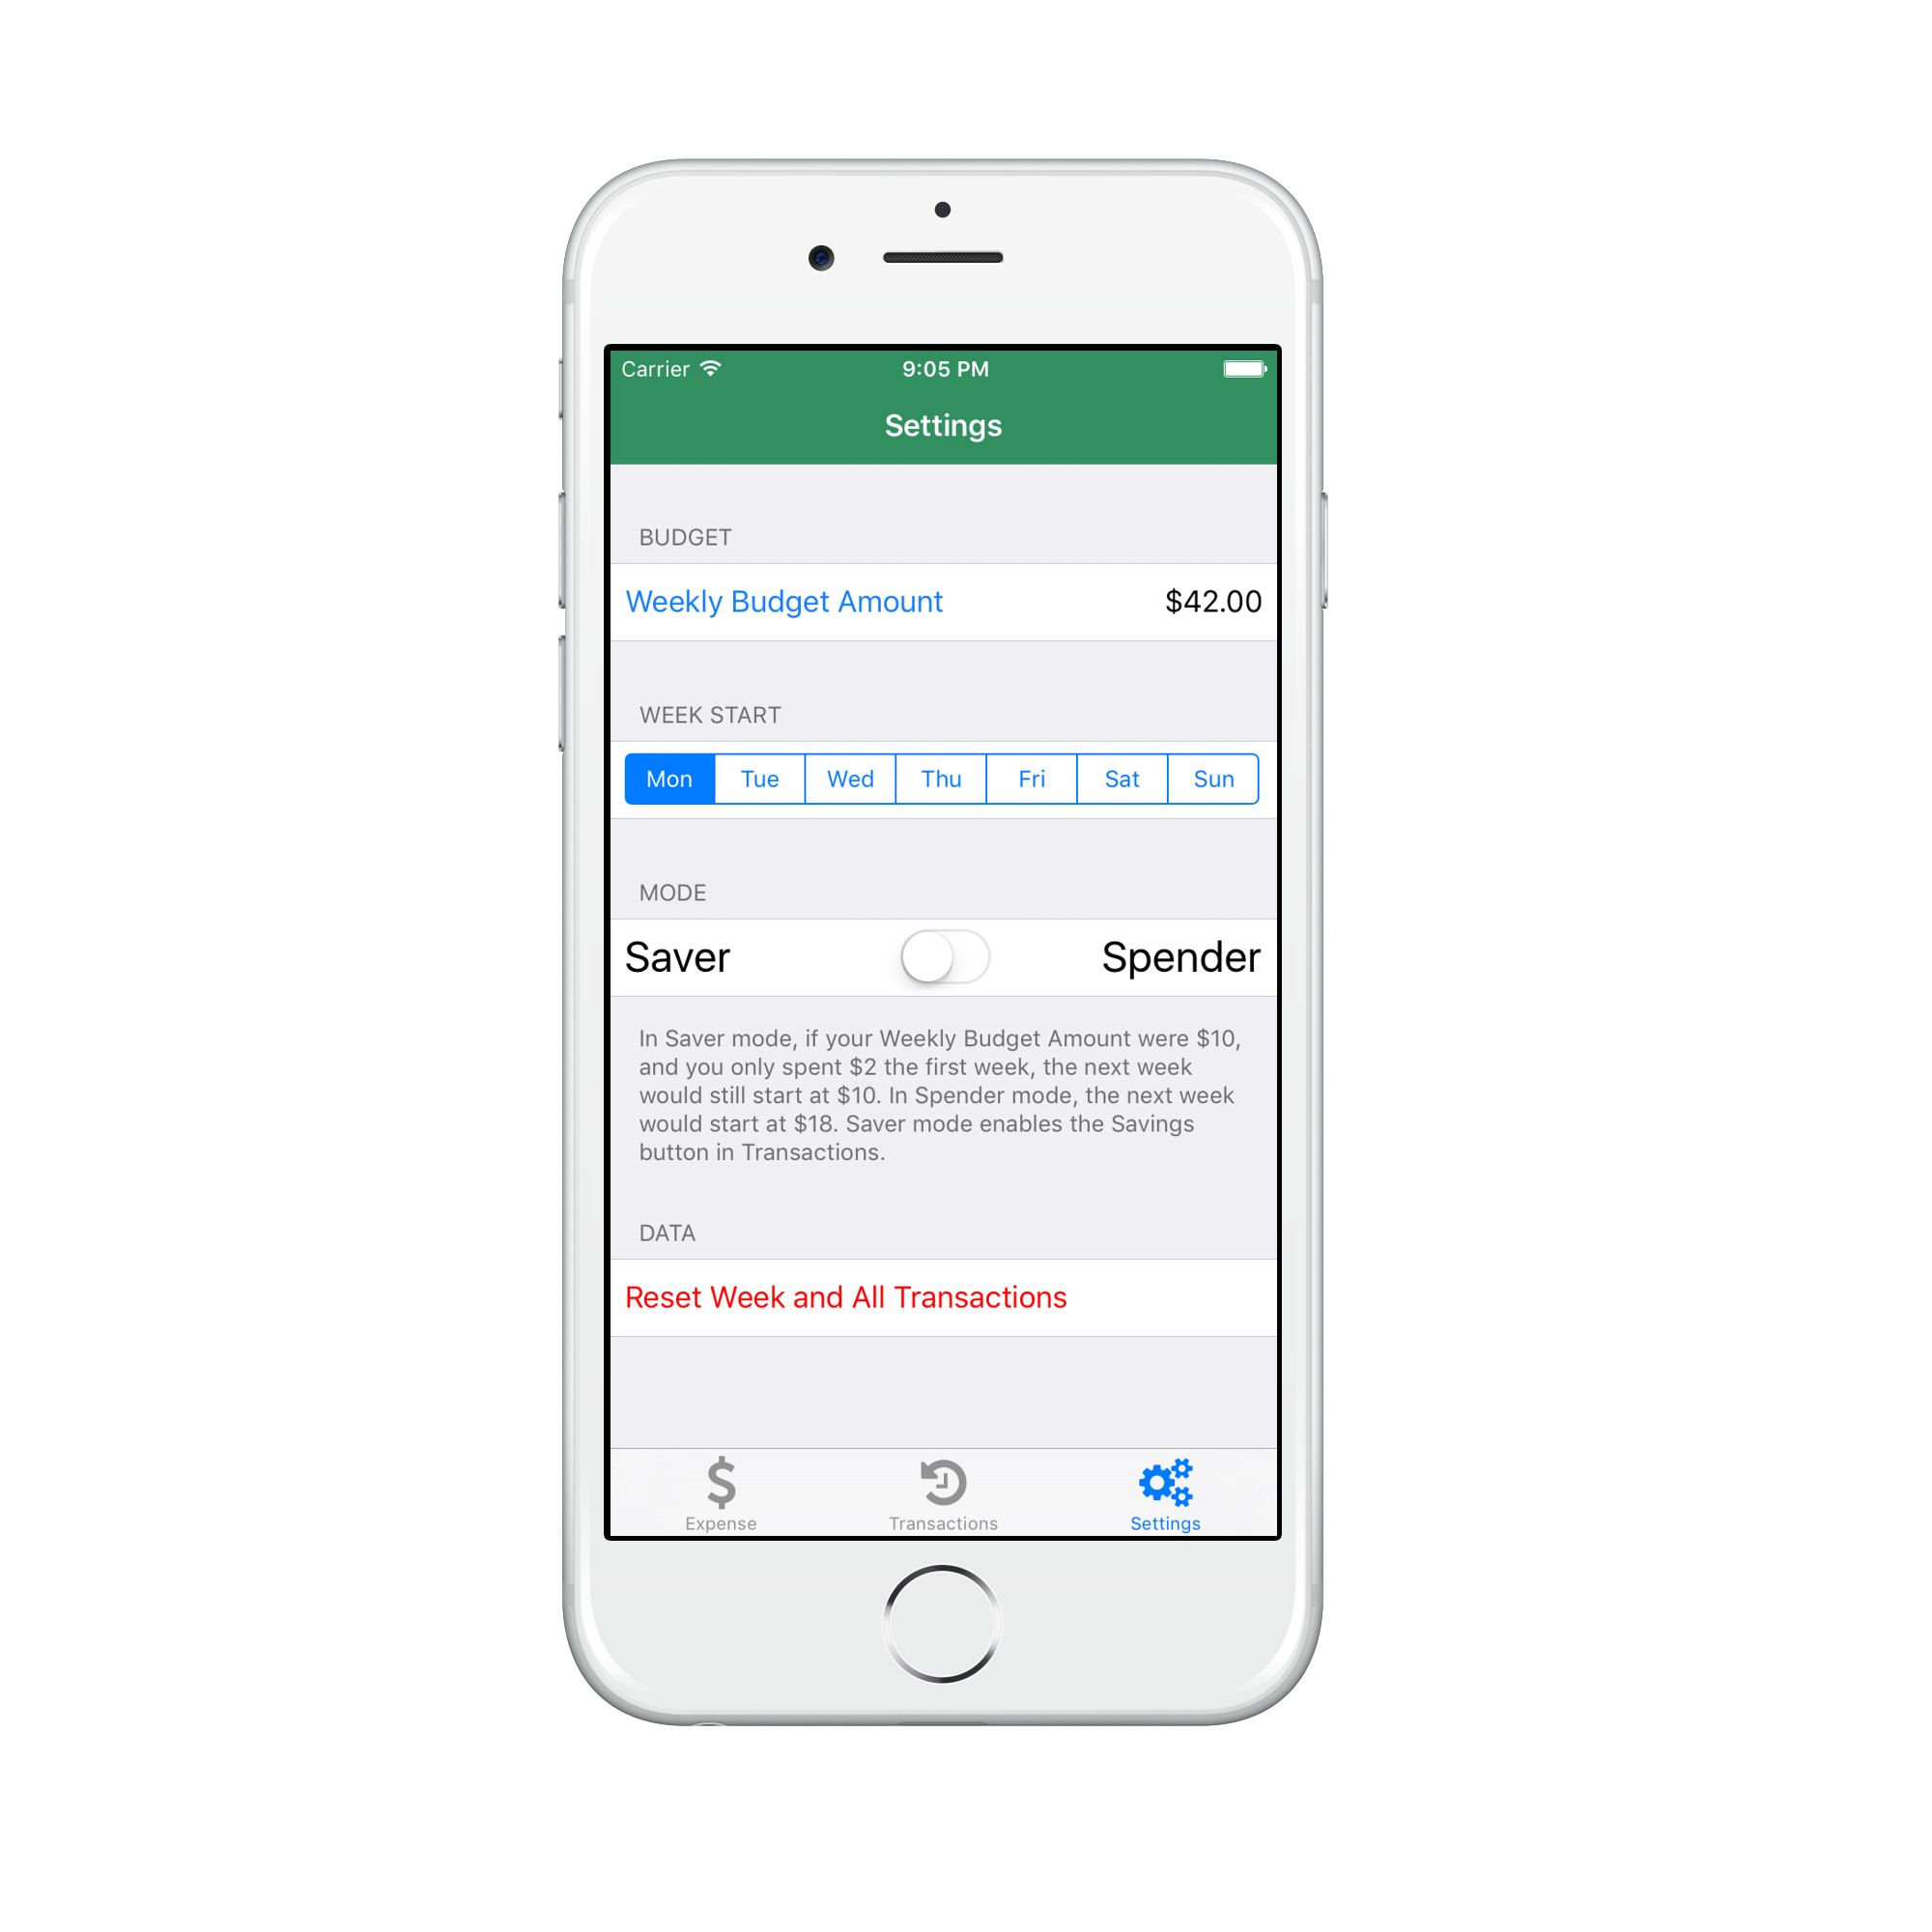 Carrier 9:05 PM
Settings
BUDGET
Weekly Budget Amount $42.00
WEEK START
Mon Tue Wed Thu Fri Sat Sun
MODE
Saver Spender
In Saver mode, if your Weekly Budget Amount were $10,
and you only spent $2 the first week, the next week
would still start at $10. In Spender mode, the next week
would start at $18. Saver mode enables the Savings
button in Transactions.
DATA
Reset Week and All Transactions
Expense Transactions Settings